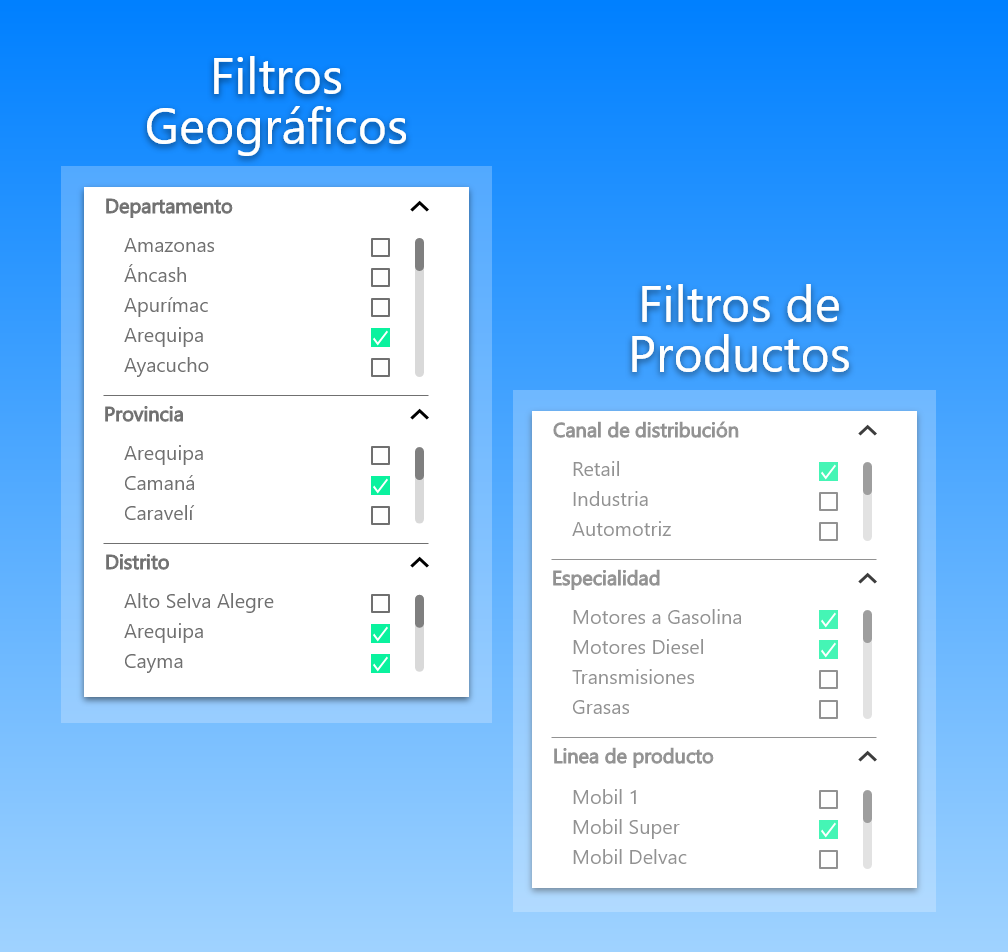 Filtros
Geográficos
Departamento
Amazonas
Áncash
Apurímac
Arequipa
Ayacucho
Provincia
Arequipa
Camaná
Caravelí
Distrito
Alto Selva Alegre
Arequipa
Cayma
Filtros de
Productos
Canal de distribución
Retail
Industria
Automotriz
Especialidad
Motores a Gasolina
Motores Diesel
Transmisiones
Grasas
Linea de producto
Mobil 1
Mobil Super
Mobil Delvac